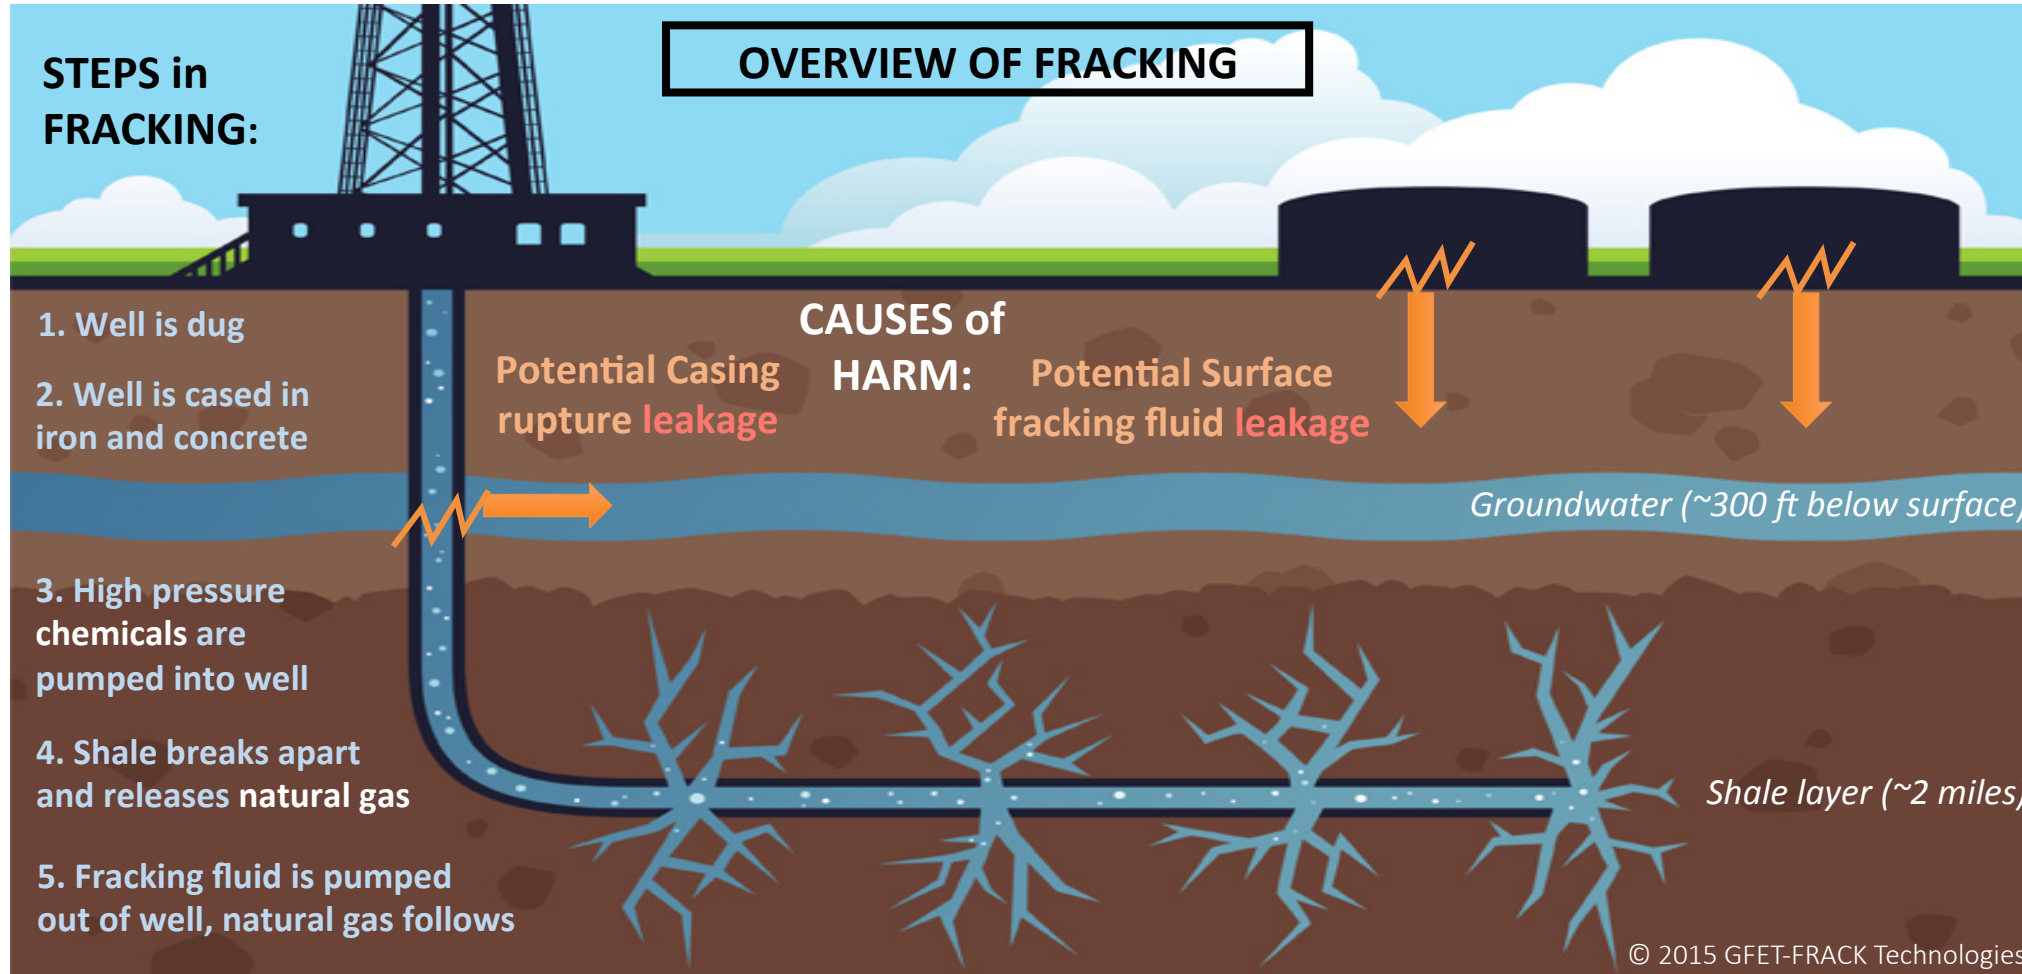 OVERVIEW OF FRACKING
STEPS in
FRACKING:
1. Well is dug
2. Well is cased in
iron and concrete
3. High pressure
chemicals are
pumped into well
4. Shale breaks apart
and releases natural gas
5. Fracking fluid is pumped
out of well, natural gas follows
CAUSES of
HARM:
Potential Casing
rupture leakage
Potential Surface
fracking fluid leakage
Groundwater (~300 ft below surface)
Shale layer (~2 miles)
© 2015 GFET-FRACK Technologies